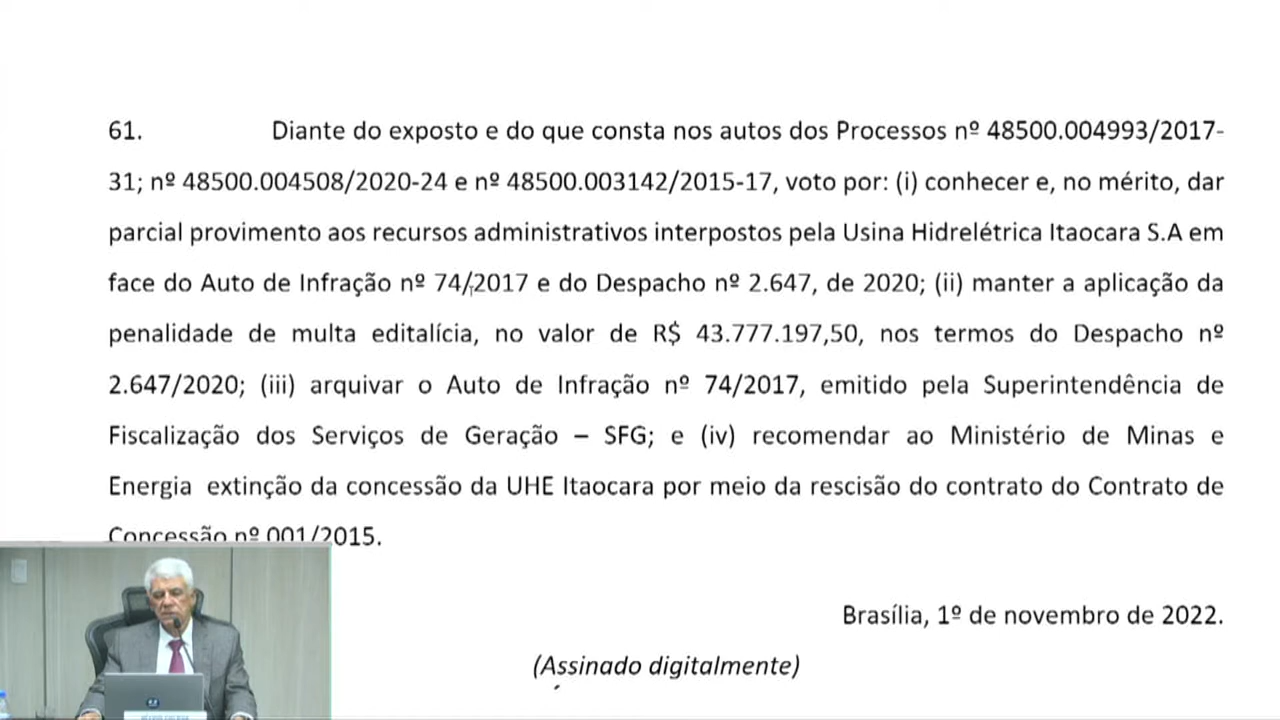 61. Diante do exposto e do que consta nos autos dos Processos nº 48500.004993/2017-
31; nº 48500.004508/2020-24 e nº 48500.003142/2015-17, voto por: (i) conhecer e, no mérito, dar
parcial provimento aos recursos administrativos interpostos pela Usina Hidrelétrica Itaocara S.A em
face do Auto de Infração nº 74/2017 e do Despacho nº 2.647, de 2020; (ii) manter a aplicação da
penalidade de multa editalícia, no valor de R$ 43.777.197,50, nos termos do Despacho nº
2.647/2020; (iii) arquivar o Auto de Infração nº 74/2017, emitido pela Superintendência de
Fiscalização dos Serviços de Geração – SFG; e (iv) recomendar ao Ministério de Minas e
Energia extinção da concessão da UHE Itaocara por meio da rescisão do contrato do Contrato de
Concessão nº 001/2015.
Brasília, 1º de novembro de 2022.
(Assinado digitalmente)